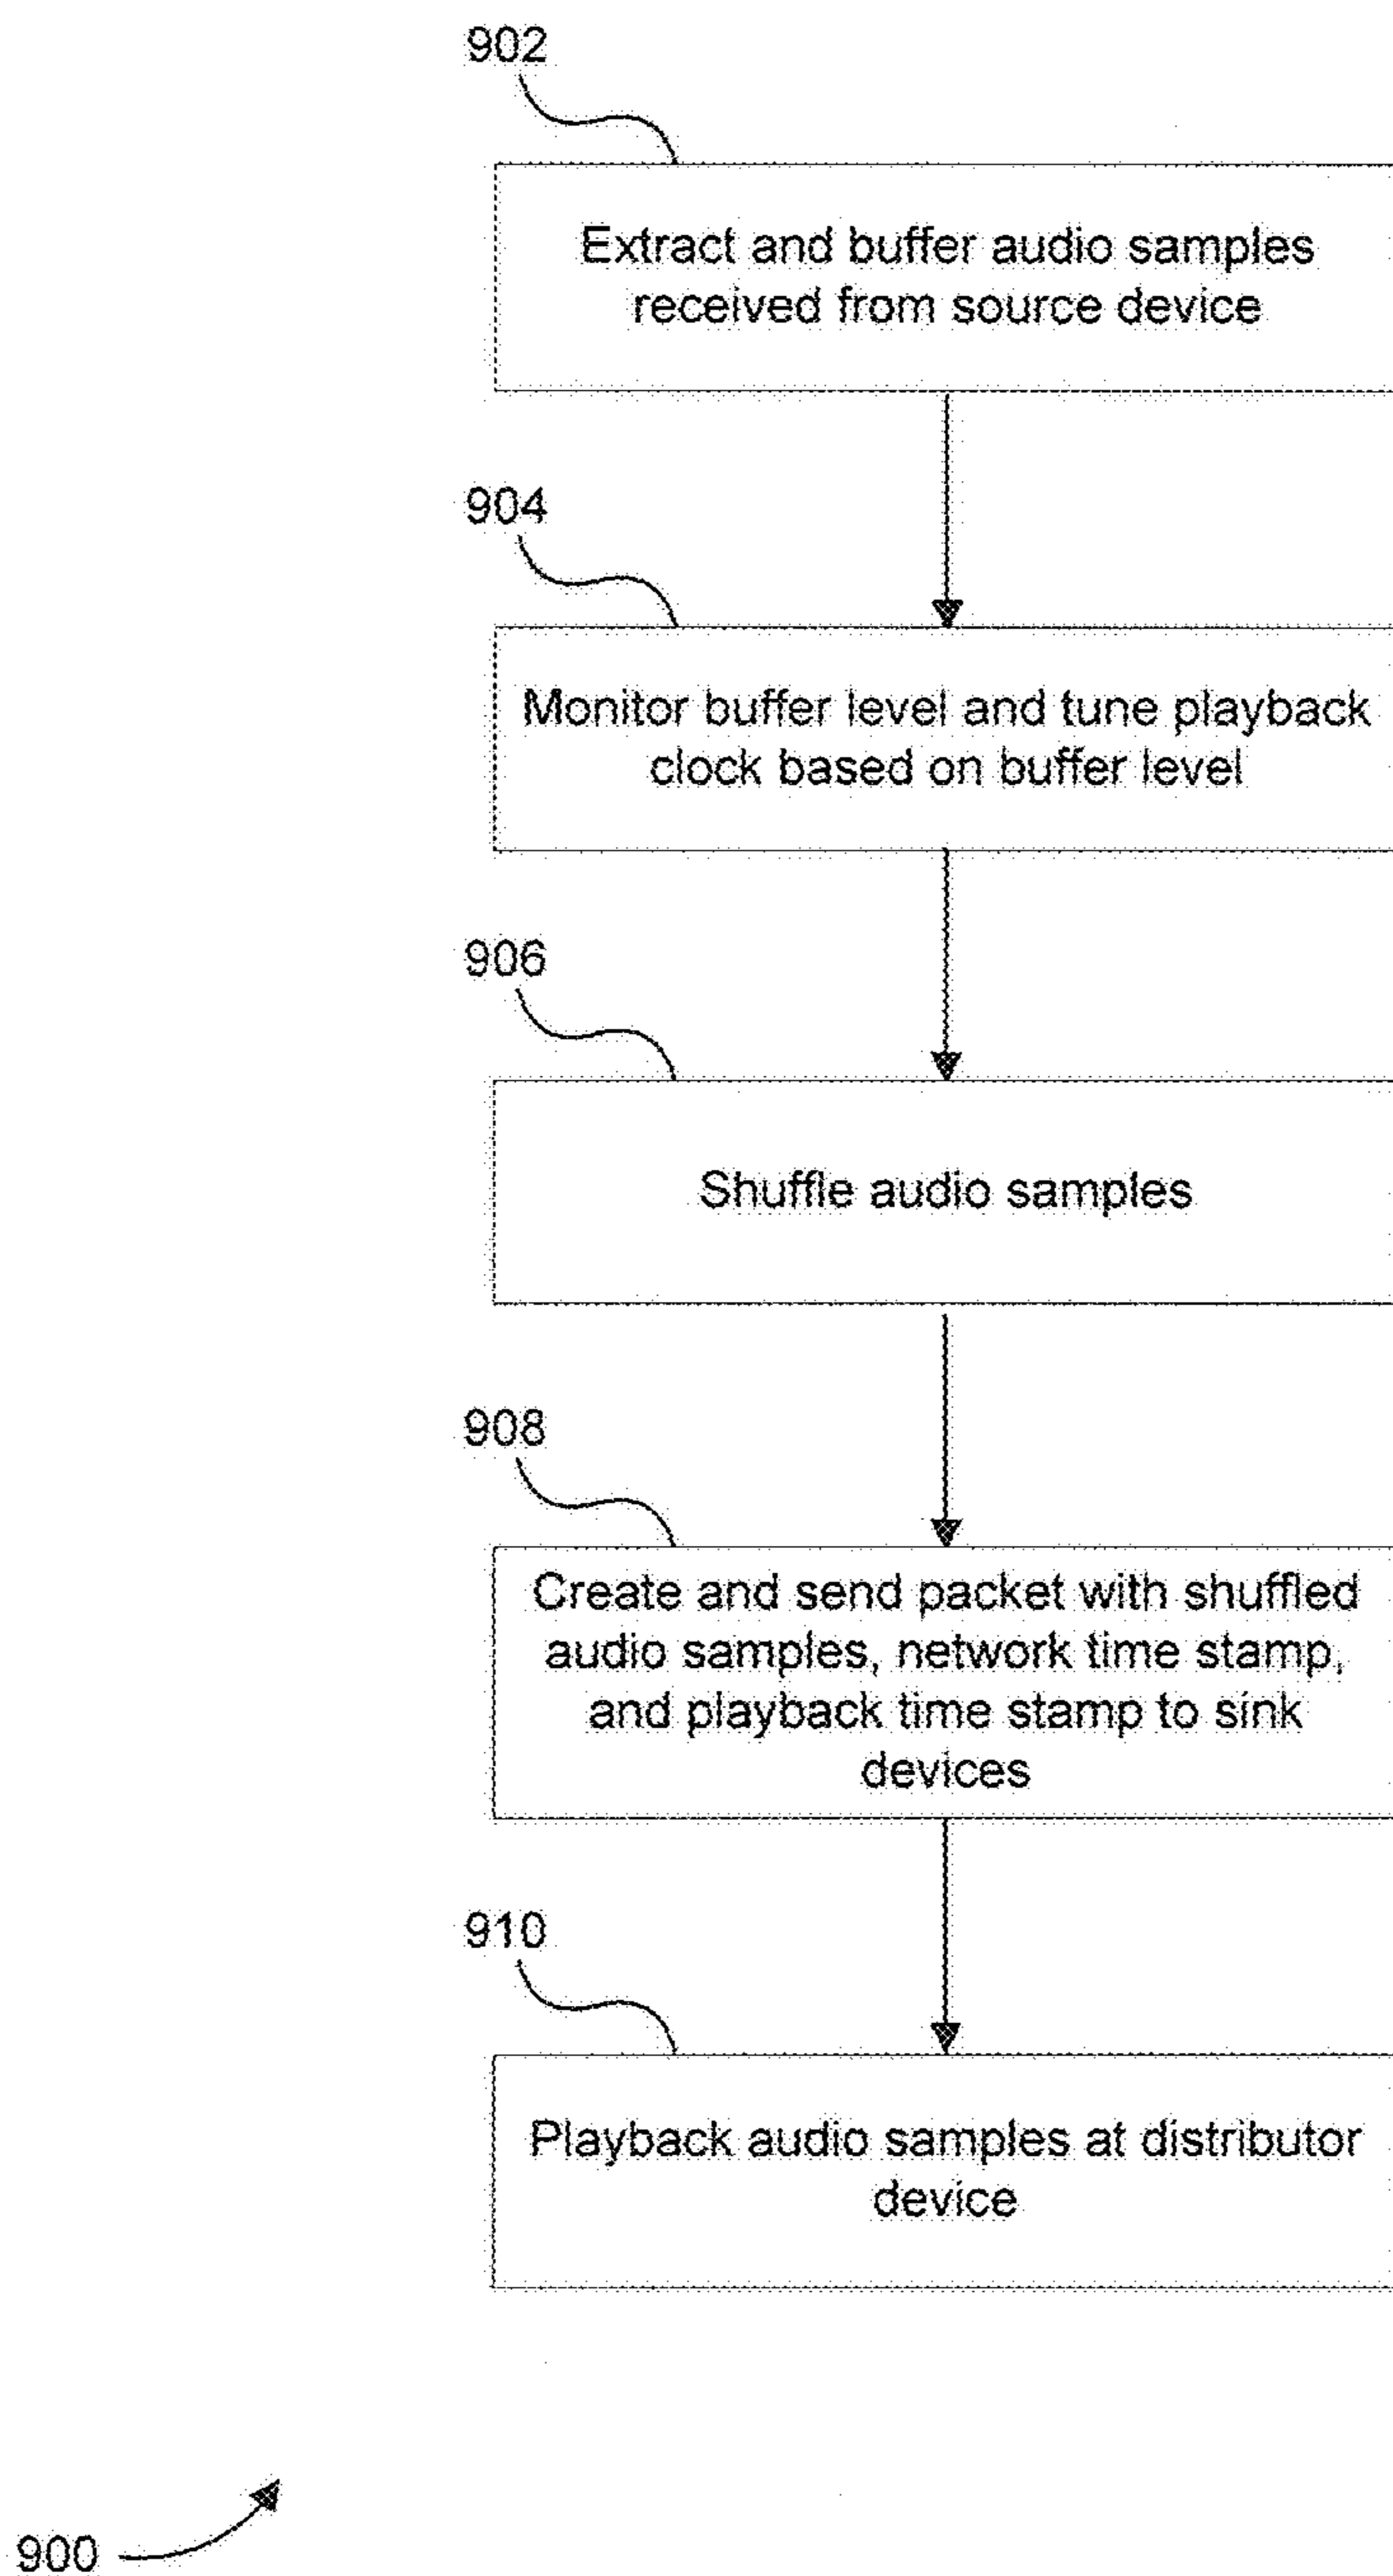 902
Extract and buffer audio samples
received from source device
904
Monitor buffer level and tune playback
clock based on buffer level
906
Shuffle audio samples
908
Create and send packet with shuffled
audio samples, network time stamp,
and playback time stamp to sink
devices
910
Playback audio samples at distributor
device
900